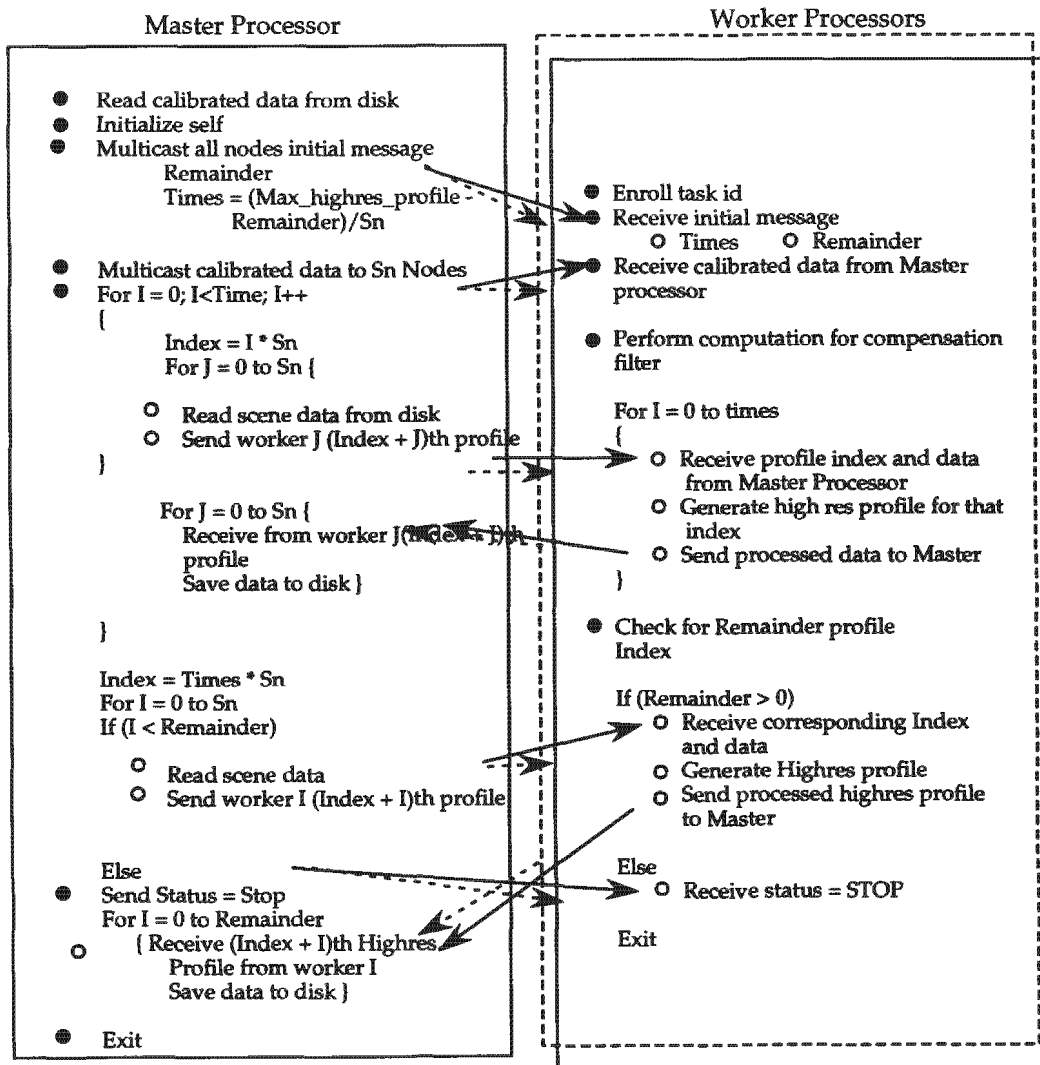 Master Processor
Read calibrated data from disk
Initialize self
Multicast all nodes initial message
Remainder
Times = (Max_highres_profile -
Remainder)/Sn
Multicast calibrated data to Sn Nodes
For I = 0; I<Time; I++
{
Index = I * Sn
For J = 0 to Sn {
Read scene data from disk
Send worker J (Index + J)th profile
}
For J = 0 to Sn {
Receive from worker J(Index + J)th
profile
Save data to disk }
}
Index = Times * Sn
For I = 0 to Sn
If (I < Remainder)
Read scene data
Send worker I (Index + I)th profile
Else
Send Status = Stop
For I = 0 to Remainder
{ Receive (Index + I)th Highres
Profile from worker I
Save data to disk }
Exit
Worker Processors
Enroll task id
Receive initial message
Times Remainder
Receive calibrated data from Master
processor
Perform computation for compensation
filter
For I = 0 to times
{
Receive profile index and data
from Master Processor
Generate high res profile for that
index
Send processed data to Master
}
Check for Remainder profile
Index
If (Remainder > 0)
Receive corresponding Index
and data
Generate Highres profile
Send processed highres profile
to Master
Else
Receive status = STOP
Exit